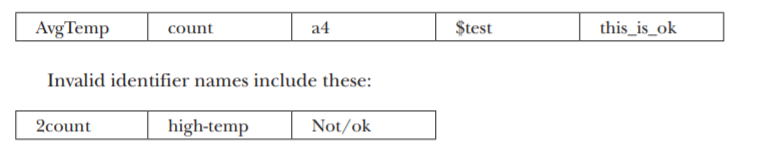 AvgTemp count a4 $test this_is_ok
Invalid identifier names include these:
2count high-temp Not/ok